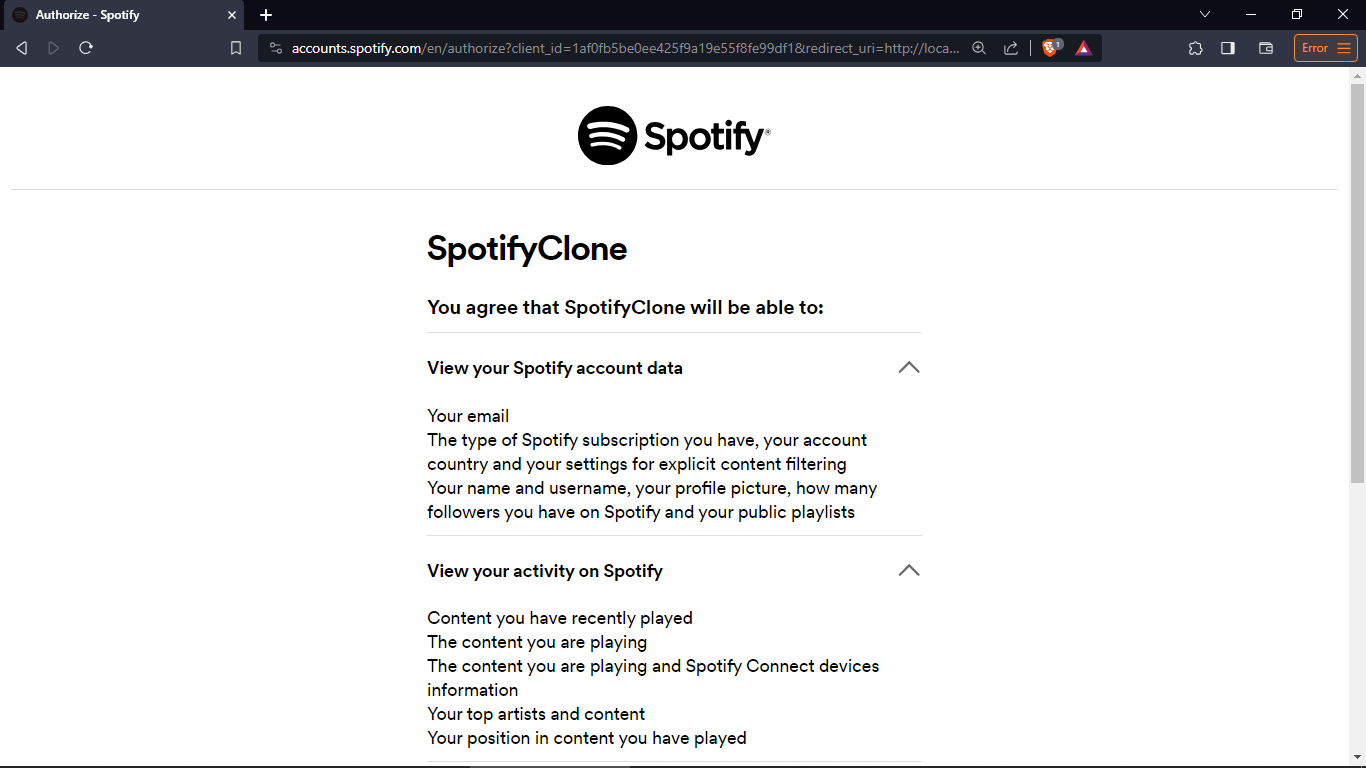 Authorize - Spotify
accounts.spotify.com/en/authorize?client_id=1af0fb5be0ee425f9a19e55f8fe99df1&redirect_uri=http://loca...
1
Error
Spotify®
SpotifyClone
You agree that SpotifyClone will be able to:
View your Spotify account data
Your email
The type of Spotify subscription you have, your account
country and your settings for explicit content filtering
Your name and username, your profile picture, how many
followers you have on Spotify and your public playlists
View your activity on Spotify
Content you have recently played
The content you are playing
The content you are playing and Spotify Connect devices
information
Your top artists and content
Your position in content you have played